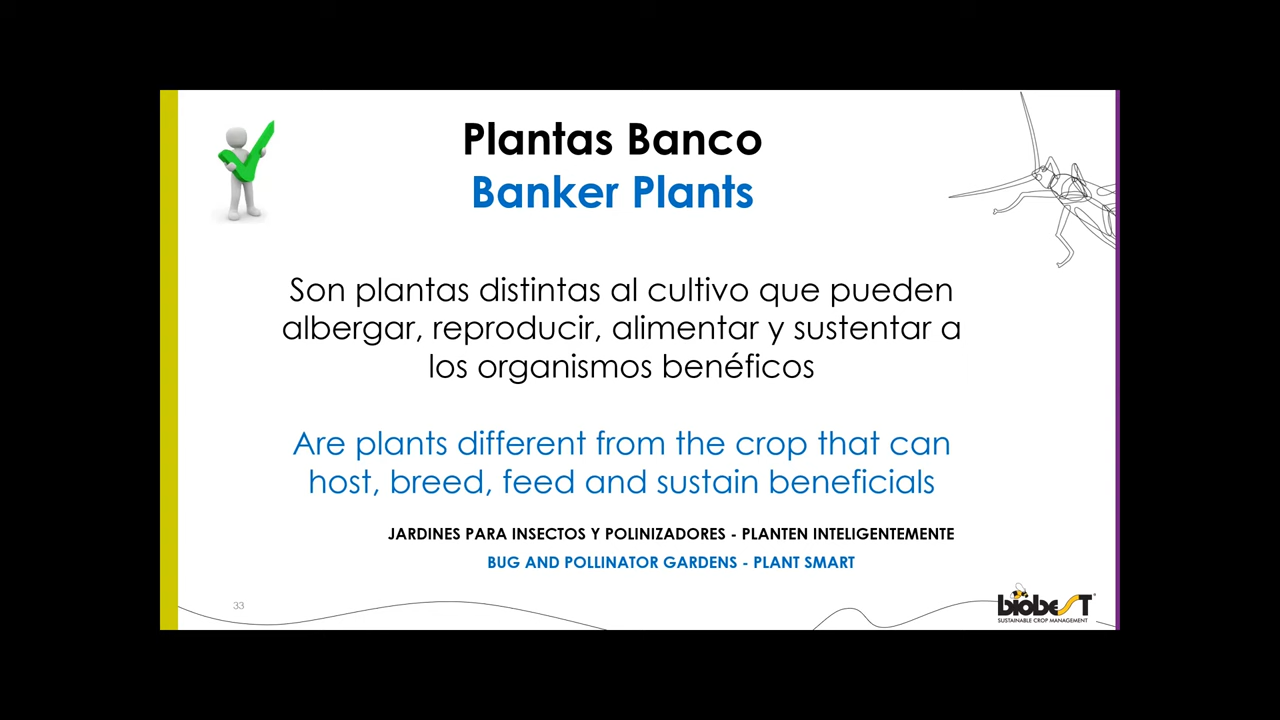 Plantas Banco
Banker Plants
Son plantas distintas al cultivo que pueden
albergar, reproducir, alimentar y sustentar a
los organismos benéficos
Are plants different from the crop that can
host, breed, feed and sustain beneficials
JARDINES PARA INSECTOS Y POLINIZADORES - PLANTEN INTELIGENTEMENTE
BUG AND POLLINATOR GARDENS - PLANT SMART
33
biobest
SUSTAINABLE CROP MANAGEMENT